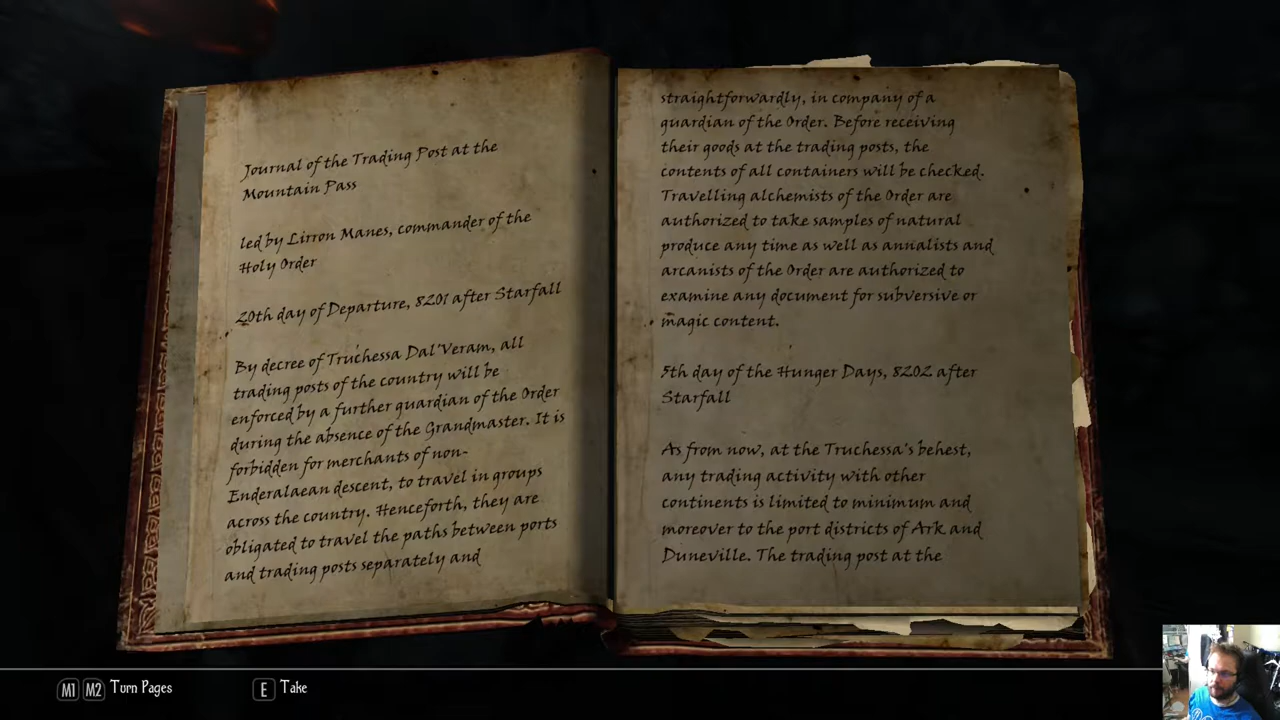 Journal of the Trading Post at the
Mountain Pass
led by Lirron Manes, commander of the
Holy Order
20th day of Departure, 8201 after Starfall
By decree of Truchessa Dal'Veram, all
trading posts of the country will be
enforced by a further guardian of the Order
during the absence of the Grandmaster. It is
forbidden for merchants of non-
Enderalaean descent, to travel in groups
across the country. Henceforth, they are
obligated to travel the paths between ports
and trading posts separately and
straightforwardly, in company of a
guardian of the Order. Before receiving
their goods at the trading posts, the
contents of all containers will be checked.
Travelling alchemists of the Order are
authorized to take samples of natural
produce any time as well as annalists and
arcanists of the Order are authorized to
examine any document for subversive or
magic content.
5th day of the Hunger Days, 8202 after
Starfall
As from now, at the Truchessa's behest,
any trading activity with other
continents is limited to minimum and
moreover to the port districts of Ark and
Duneville. The trading post at the
M1 M2 Turn Pages
E Take